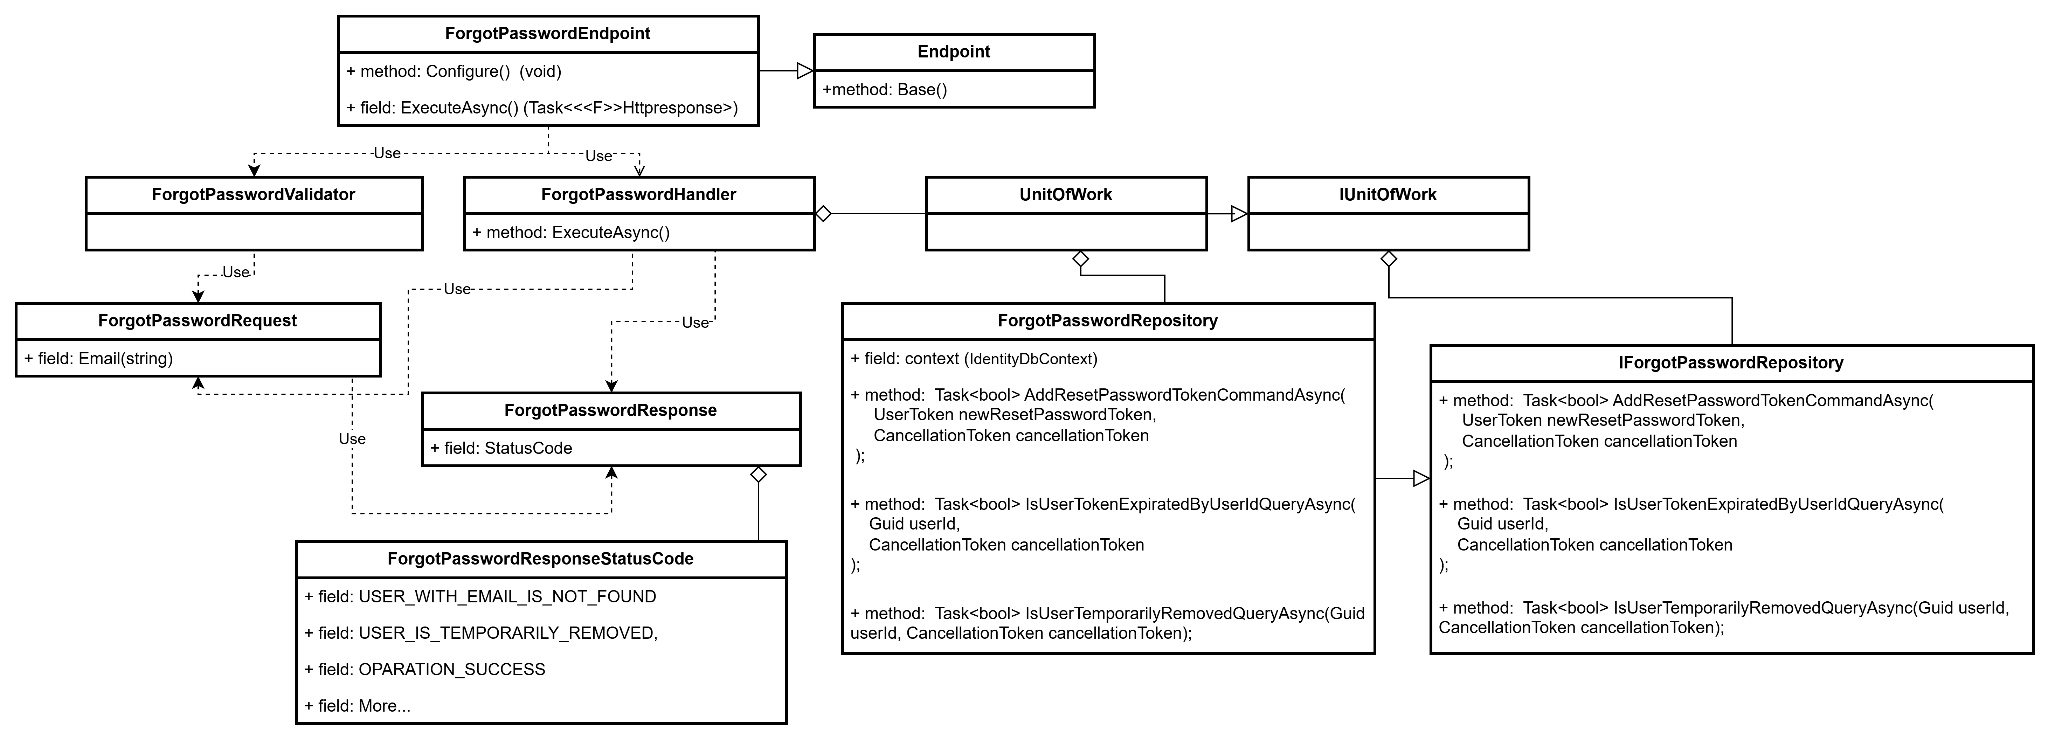 ForgotPasswordEndpoint
+ method: Configure()  (void)
+ field: ExecuteAsync() (Task<<<F>>Httpresponse>)
Endpoint
+method: Base()
Use
Use
ForgotPasswordValidator
ForgotPasswordHandler
+ method: ExecuteAsync()
UnitOfWork
IUnitOfWork
Use
Use
Use
ForgotPasswordRequest
+ field: Email(string)
Use
ForgotPasswordResponse
+ field: StatusCode
ForgotPasswordResponseStatusCode
+ field: USER_WITH_EMAIL_IS_NOT_FOUND
+ field: USER_IS_TEMPORARILY_REMOVED,
+ field: OPARATION_SUCCESS
+ field: More...
ForgotPasswordRepository
+ field: context (IdentityDbContext)
+ method:  Task<bool> AddResetPasswordTokenCommandAsync(
UserToken newResetPasswordToken,
CancellationToken cancellationToken
);
+ method:  Task<bool> IsUserTokenExpiratedByUserIdQueryAsync(
Guid userId,
CancellationToken cancellationToken
);
+ method:  Task<bool> IsUserTemporarilyRemovedQueryAsync(Guid
userId, CancellationToken cancellationToken);
IForgotPasswordRepository
+ method:  Task<bool> AddResetPasswordTokenCommandAsync(
UserToken newResetPasswordToken,
CancellationToken cancellationToken
);
+ method:  Task<bool> IsUserTokenExpiratedByUserIdQueryAsync(
Guid userId,
CancellationToken cancellationToken
);
+ method:  Task<bool> IsUserTemporarilyRemovedQueryAsync(Guid userId,
CancellationToken cancellationToken);